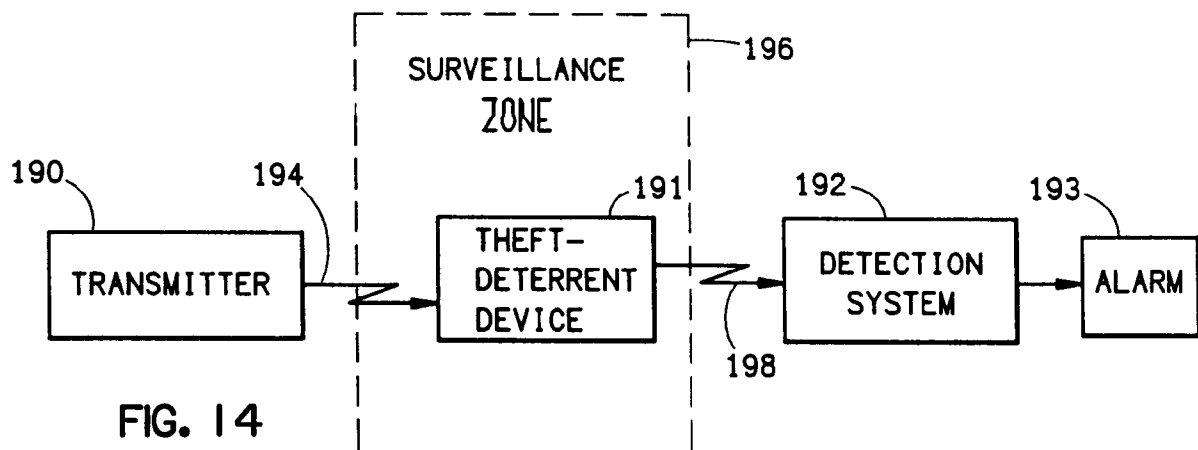 196
SURVEILLANCE
ZONE
190
194
191
192
193
TRANSMITTER
THEFT-
DETERRENT
DEVICE
DETECTION
SYSTEM
ALARM
198
FIG. 14